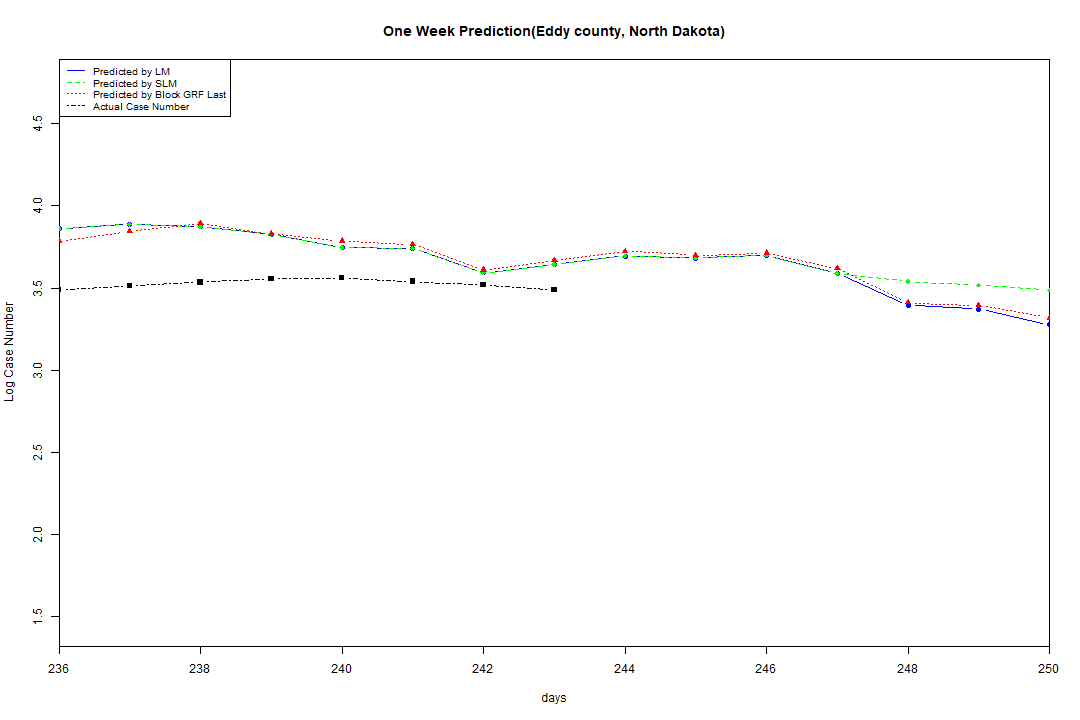 One Week Prediction(Eddy county, North Dakota)
Predicted by LM
Predicted by SLM
Predicted by Block GRF Last
Actual Case Number
4.5
4.0
3.5
3.0
2.5
2.0
1.5
Log Case Number
236 238 240 242 244 246 248 250
days